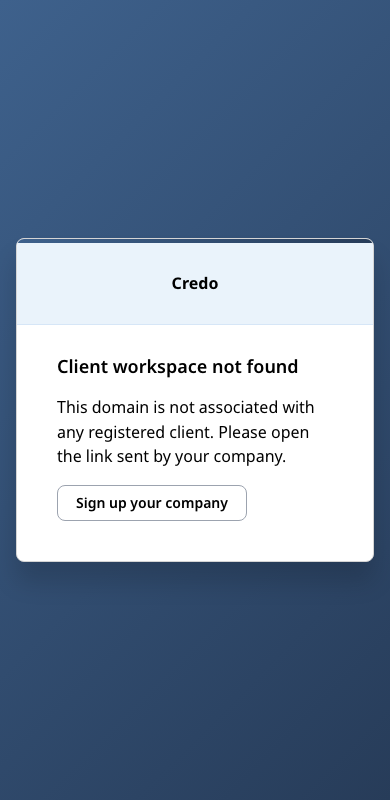 Credo
Client workspace not found
This domain is not associated with
any registered client. Please open
the link sent by your company.
Sign up your company